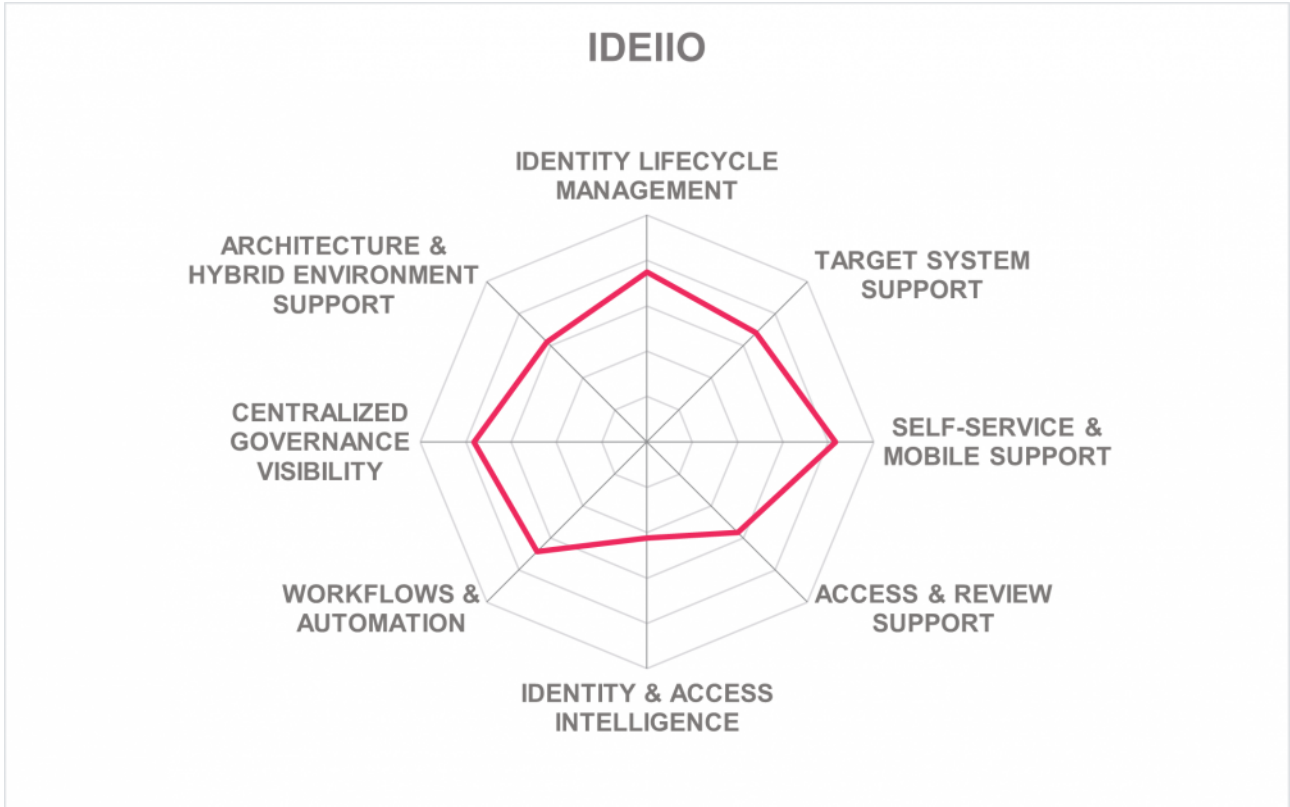 IDEIIO
IDENTITY LIFECYCLE
MANAGEMENT
TARGET SYSTEM
SUPPORT
SELF-SERVICE &
MOBILE SUPPORT
ACCESS & REVIEW
SUPPORT
IDENTITY & ACCESS
INTELLIGENCE
WORKFLOWS &
AUTOMATION
CENTRALIZED
GOVERNANCE
VISIBILITY
ARCHITECTURE &
HYBRID ENVIRONMENT
SUPPORT